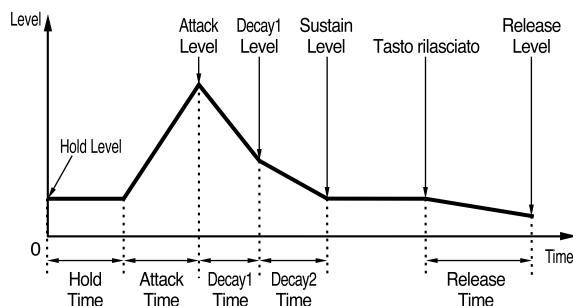 Level
Attack
Level
Decay1
Level
Sustain
Level
Tasto rilasciato
Release
Level
Hold Level
0
Time
Hold
Time
Attack
Time
Decay1
Time
Decay2
Time
Release
Time